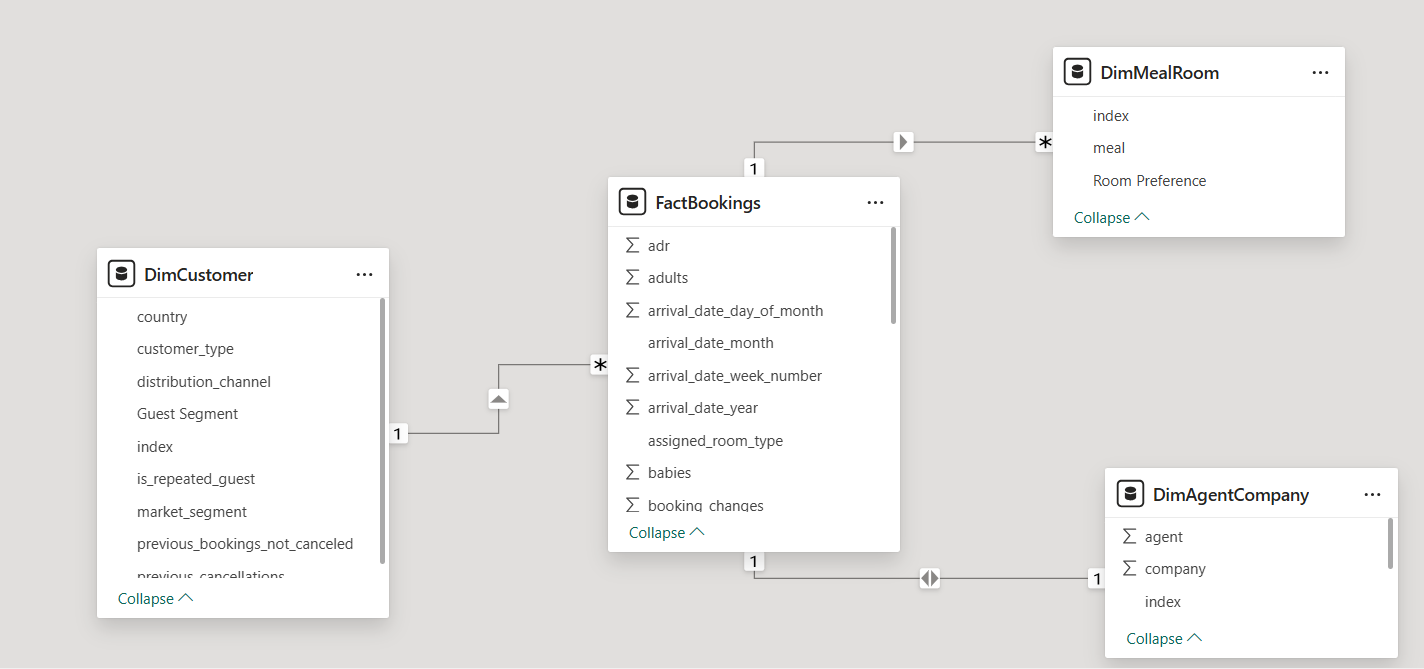 DimMealRoom
index
meal
Room Preference
Collapse
*
1
FactBookings
adr
adults
arrival_date_day_of_month
arrival_date_month
arrival_date_week_number
arrival_date_year
assigned_room_type
babies
booking_changes
Collapse
DimCustomer
country
customer_type
distribution_channel
Guest Segment
index
is_repeated_guest
market_segment
previous_bookings_not_canceled
previous_cancellations
Collapse
1
*
1
1
DimAgentCompany
agent
company
index
Collapse